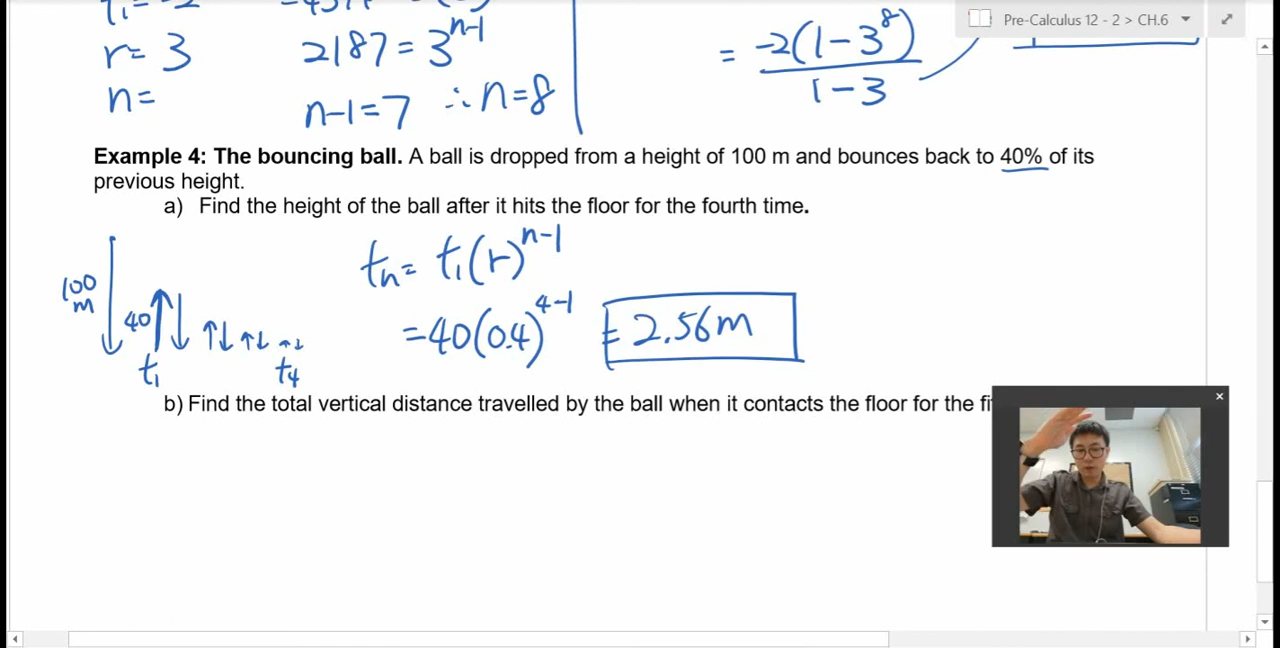 Pre-Calculus 12 - 2 > CH.6
r= 3
2187 = 3^{n-1}
= \frac{-2(1-3^8)}{1-3}
n=
n-1=7 ∴ n=8
Example 4: The bouncing ball. A ball is dropped from a height of 100 m and bounces back to 40% of its
previous height.
a) Find the height of the ball after it hits the floor for the fourth time.
100 m
40
t_1
t_4
t_n = t_1(r)^{n-1}
= 40(0.4)^{4-1} = 2.56m
b) Find the total vertical distance travelled by the ball when it contacts the floor for the